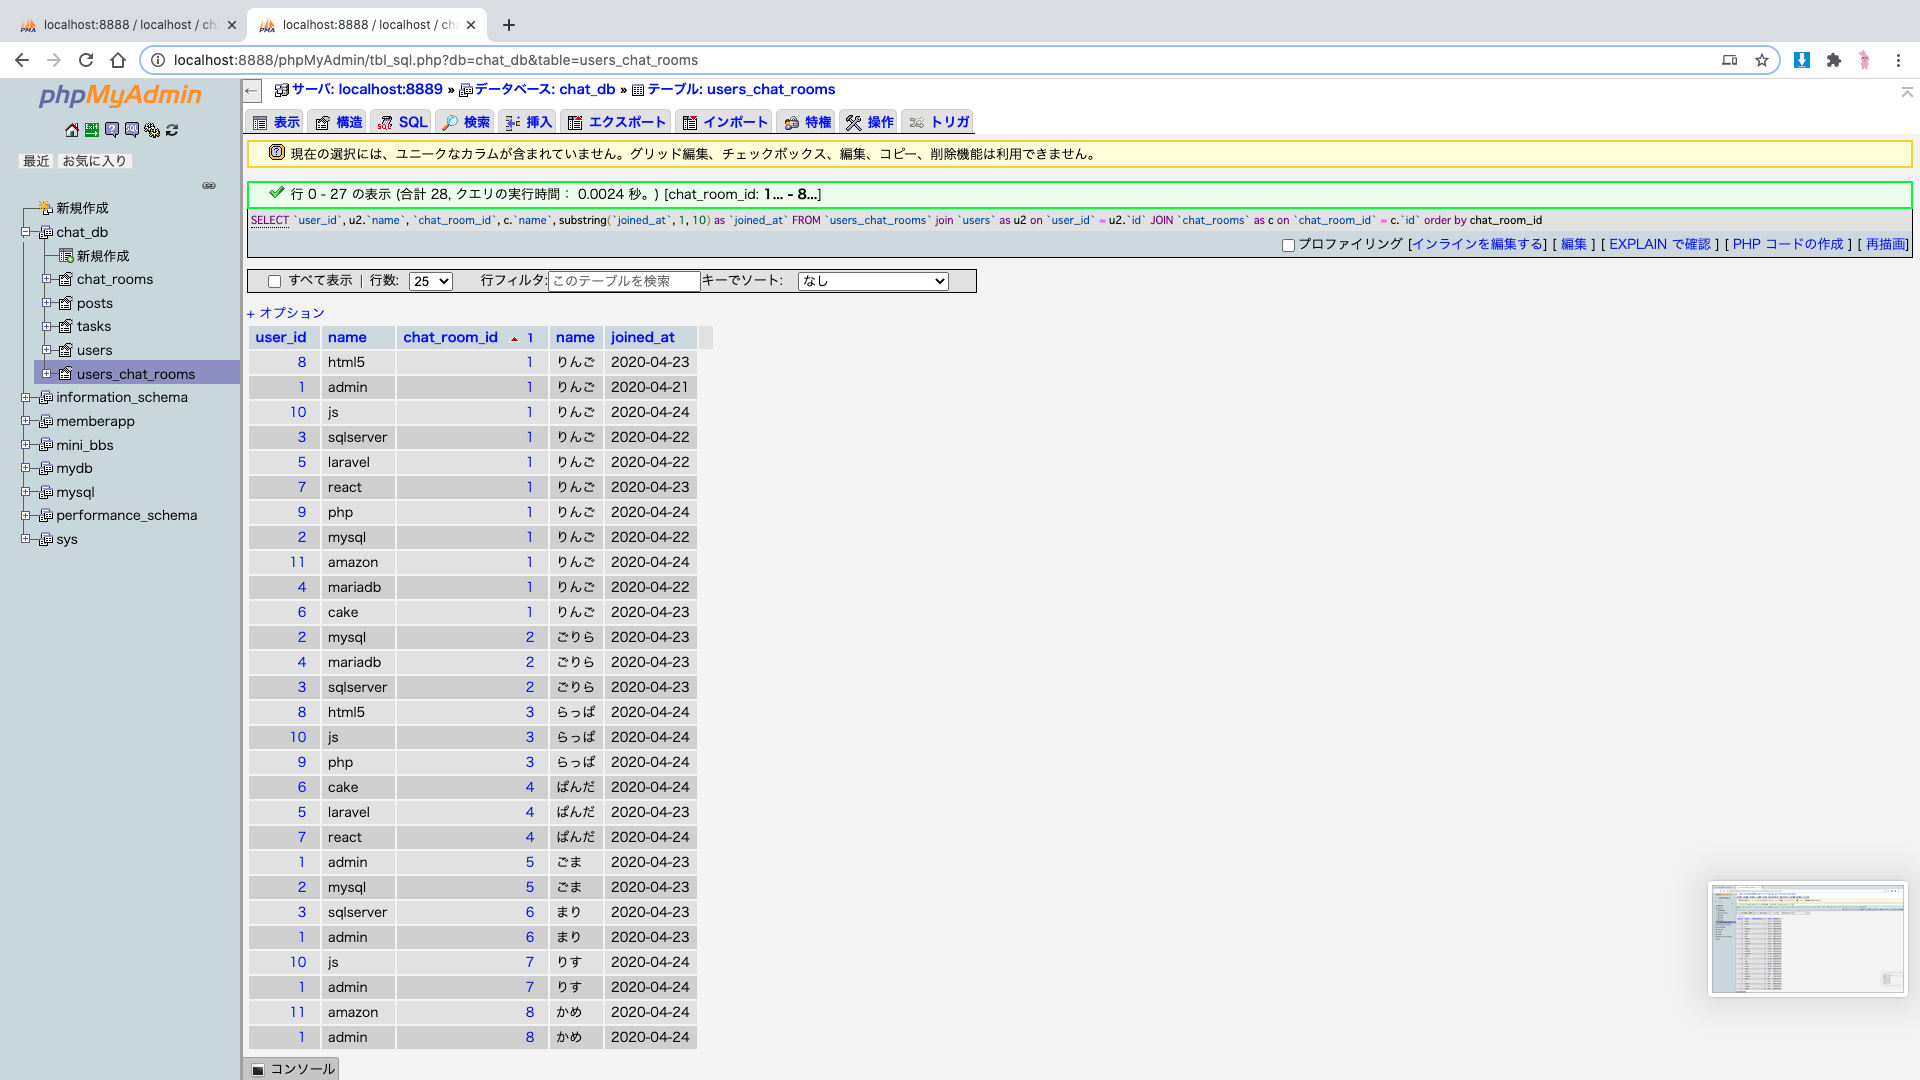 localhost:8888 / localhost / ch
localhost:8888 / localhost / ch
localhost:8888/phpMyAdmin/tbl_sql.php?db=chat_db&table=users_chat_rooms
phpMyAdmin
最近 お気に入り
新規作成
chat_db
新規作成
chat_rooms
posts
tasks
users
users_chat_rooms
information_schema
memberapp
mini_bbs
mydb
mysql
performance_schema
sys
サーバ: localhost:8889 » データベース: chat_db » テーブル: users_chat_rooms
表示 構造 SQL 検索 挿入 エクスポート インポート 特権 操作 トリガ
現在の選択には、ユニークなカラムが含まれていません。グリッド編集、チェックボックス、編集、コピー、削除機能は利用できません。
行 0 - 27 の表示 (合計 28, クエリの実行時間： 0.0024 秒。) [chat_room_id: 1... - 8...]
SELECT `user_id`, u2.`name`, `chat_room_id`, c.`name`, substring(`joined_at`, 1, 10) as `joined_at` FROM `users_chat_rooms` join `users` as u2 on `user_id` = u2.`id` JOIN `chat_rooms` as c on `chat_room_id` = c.`id` order by chat_room_id
プロファイリング [インラインを編集する] [ 編集 ] [ EXPLAIN で確認 ] [ PHP コードの作成 ] [ 再描画]
すべて表示 | 行数: 25 行フィルタ: このテーブルを検索 キーでソート: なし
+ オプション
user_id name chat_room_id 1 name joined_at
8 html5 1 りんご 2020-04-23
1 admin 1 りんご 2020-04-21
10 js 1 りんご 2020-04-24
3 sqlserver 1 りんご 2020-04-22
5 laravel 1 りんご 2020-04-22
7 react 1 りんご 2020-04-23
9 php 1 りんご 2020-04-24
2 mysql 1 りんご 2020-04-22
11 amazon 1 りんご 2020-04-24
4 mariadb 1 りんご 2020-04-22
6 cake 1 りんご 2020-04-23
2 mysql 2 ごりら 2020-04-23
4 mariadb 2 ごりら 2020-04-23
3 sqlserver 2 ごりら 2020-04-23
8 html5 3 らっぱ 2020-04-24
10 js 3 らっぱ 2020-04-24
9 php 3 らっぱ 2020-04-24
6 cake 4 ぱんだ 2020-04-24
5 laravel 4 ぱんだ 2020-04-23
7 react 4 ぱんだ 2020-04-24
1 admin 5 ごま 2020-04-23
2 mysql 5 ごま 2020-04-23
3 sqlserver 6 まり 2020-04-23
1 admin 6 まり 2020-04-23
10 js 7 りす 2020-04-24
1 admin 7 りす 2020-04-24
11 amazon 8 かめ 2020-04-24
1 admin 8 かめ 2020-04-24
コンソール